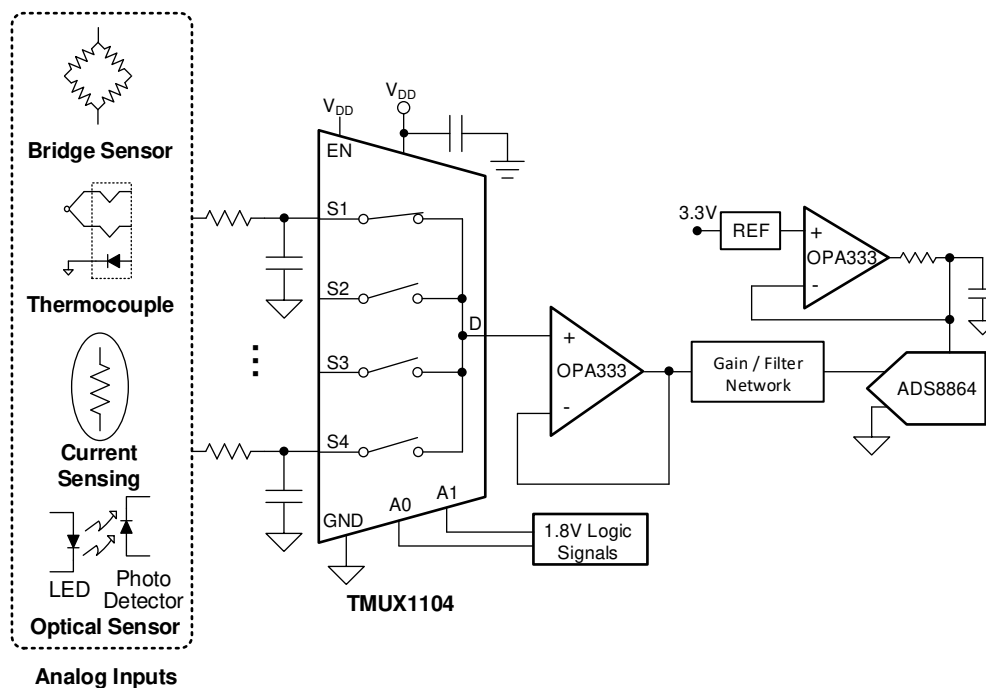 Bridge Sensor
Thermocouple
Current
Sensing
LED
Photo
Detector
Optical Sensor
Analog Inputs
VDD
VDD
EN
S1
S2
S3
S4
D
GND
A0
A1
TMUX1104
1.8V Logic
Signals
+
OPA333
-
Gain / Filter
Network
3.3V
REF
+
OPA333
-
ADS8864